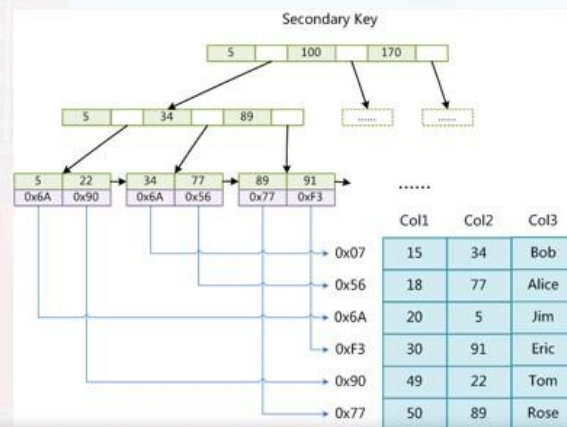 Secondary Key
5 100 170
5 34 89 ...... ......
5 22 34 77 89 91
0x6A 0x90 0x6A 0x56 0x77 0xF3
......
Col1 Col2 Col3
0x07 15 34 Bob
0x56 18 77 Alice
0x6A 20 5 Jim
0xF3 30 91 Eric
0x90 49 22 Tom
0x77 50 89 Rose